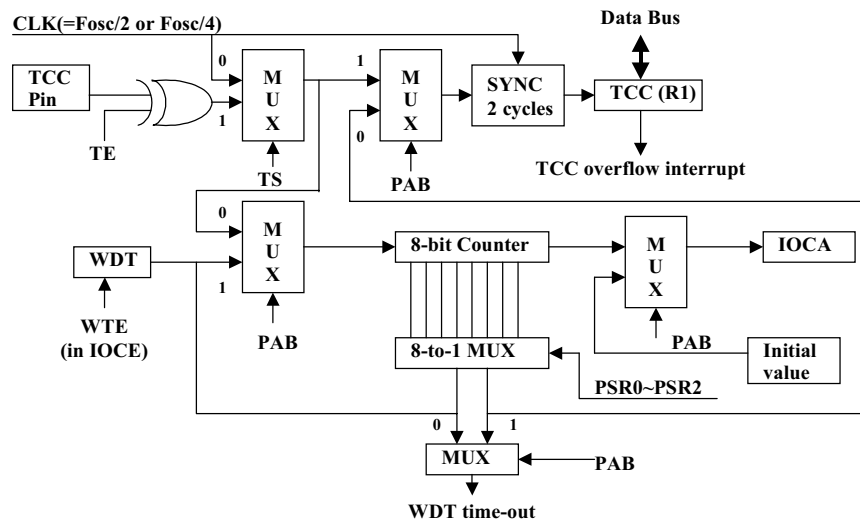 Data Bus
CLK(=Fosc/2 or Fosc/4)
TCC
Pin
0
1
TE
M
U
X
TS
1
0
M
U
X
PAB
SYNC
2 cycles
TCC (R1)
TCC overflow interrupt
WDT
WTE
(in IOCE)
0
1
M
U
X
PAB
8-bit Counter
8-to-1 MUX
PSR0~PSR2
M
U
X
PAB
IOCA
Initial
value
0
1
MUX
PAB
WDT time-out